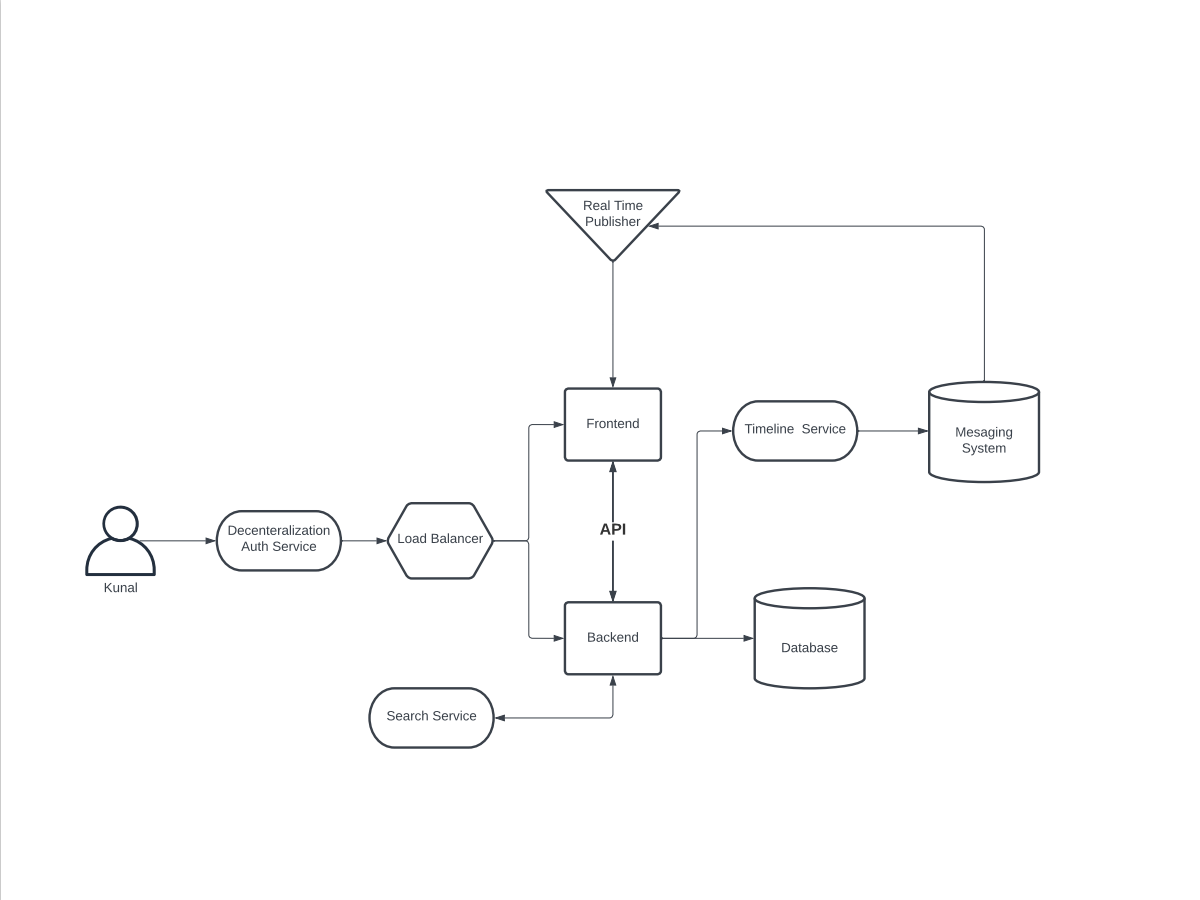 Real Time
Publisher
Frontend
Timeline  Service
Mesaging
System
API
Decenteralization
Auth Service
Load Balancer
Kunal
Backend
Database
Search Service